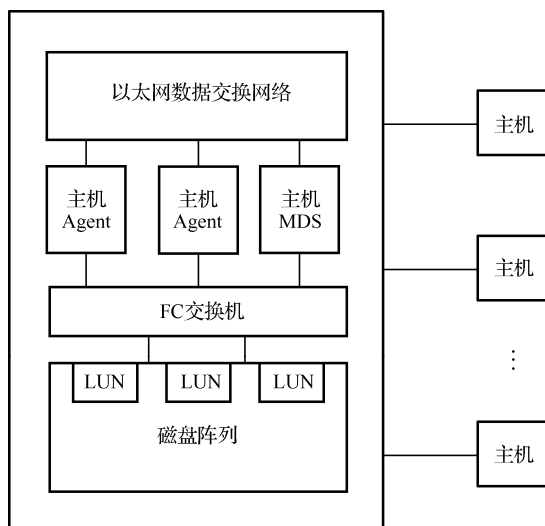 以太网数据交换网络
主机
Agent
主机
Agent
主机
MDS
FC交换机
LUN
LUN
LUN
磁盘阵列
主机
主机
⋮
主机